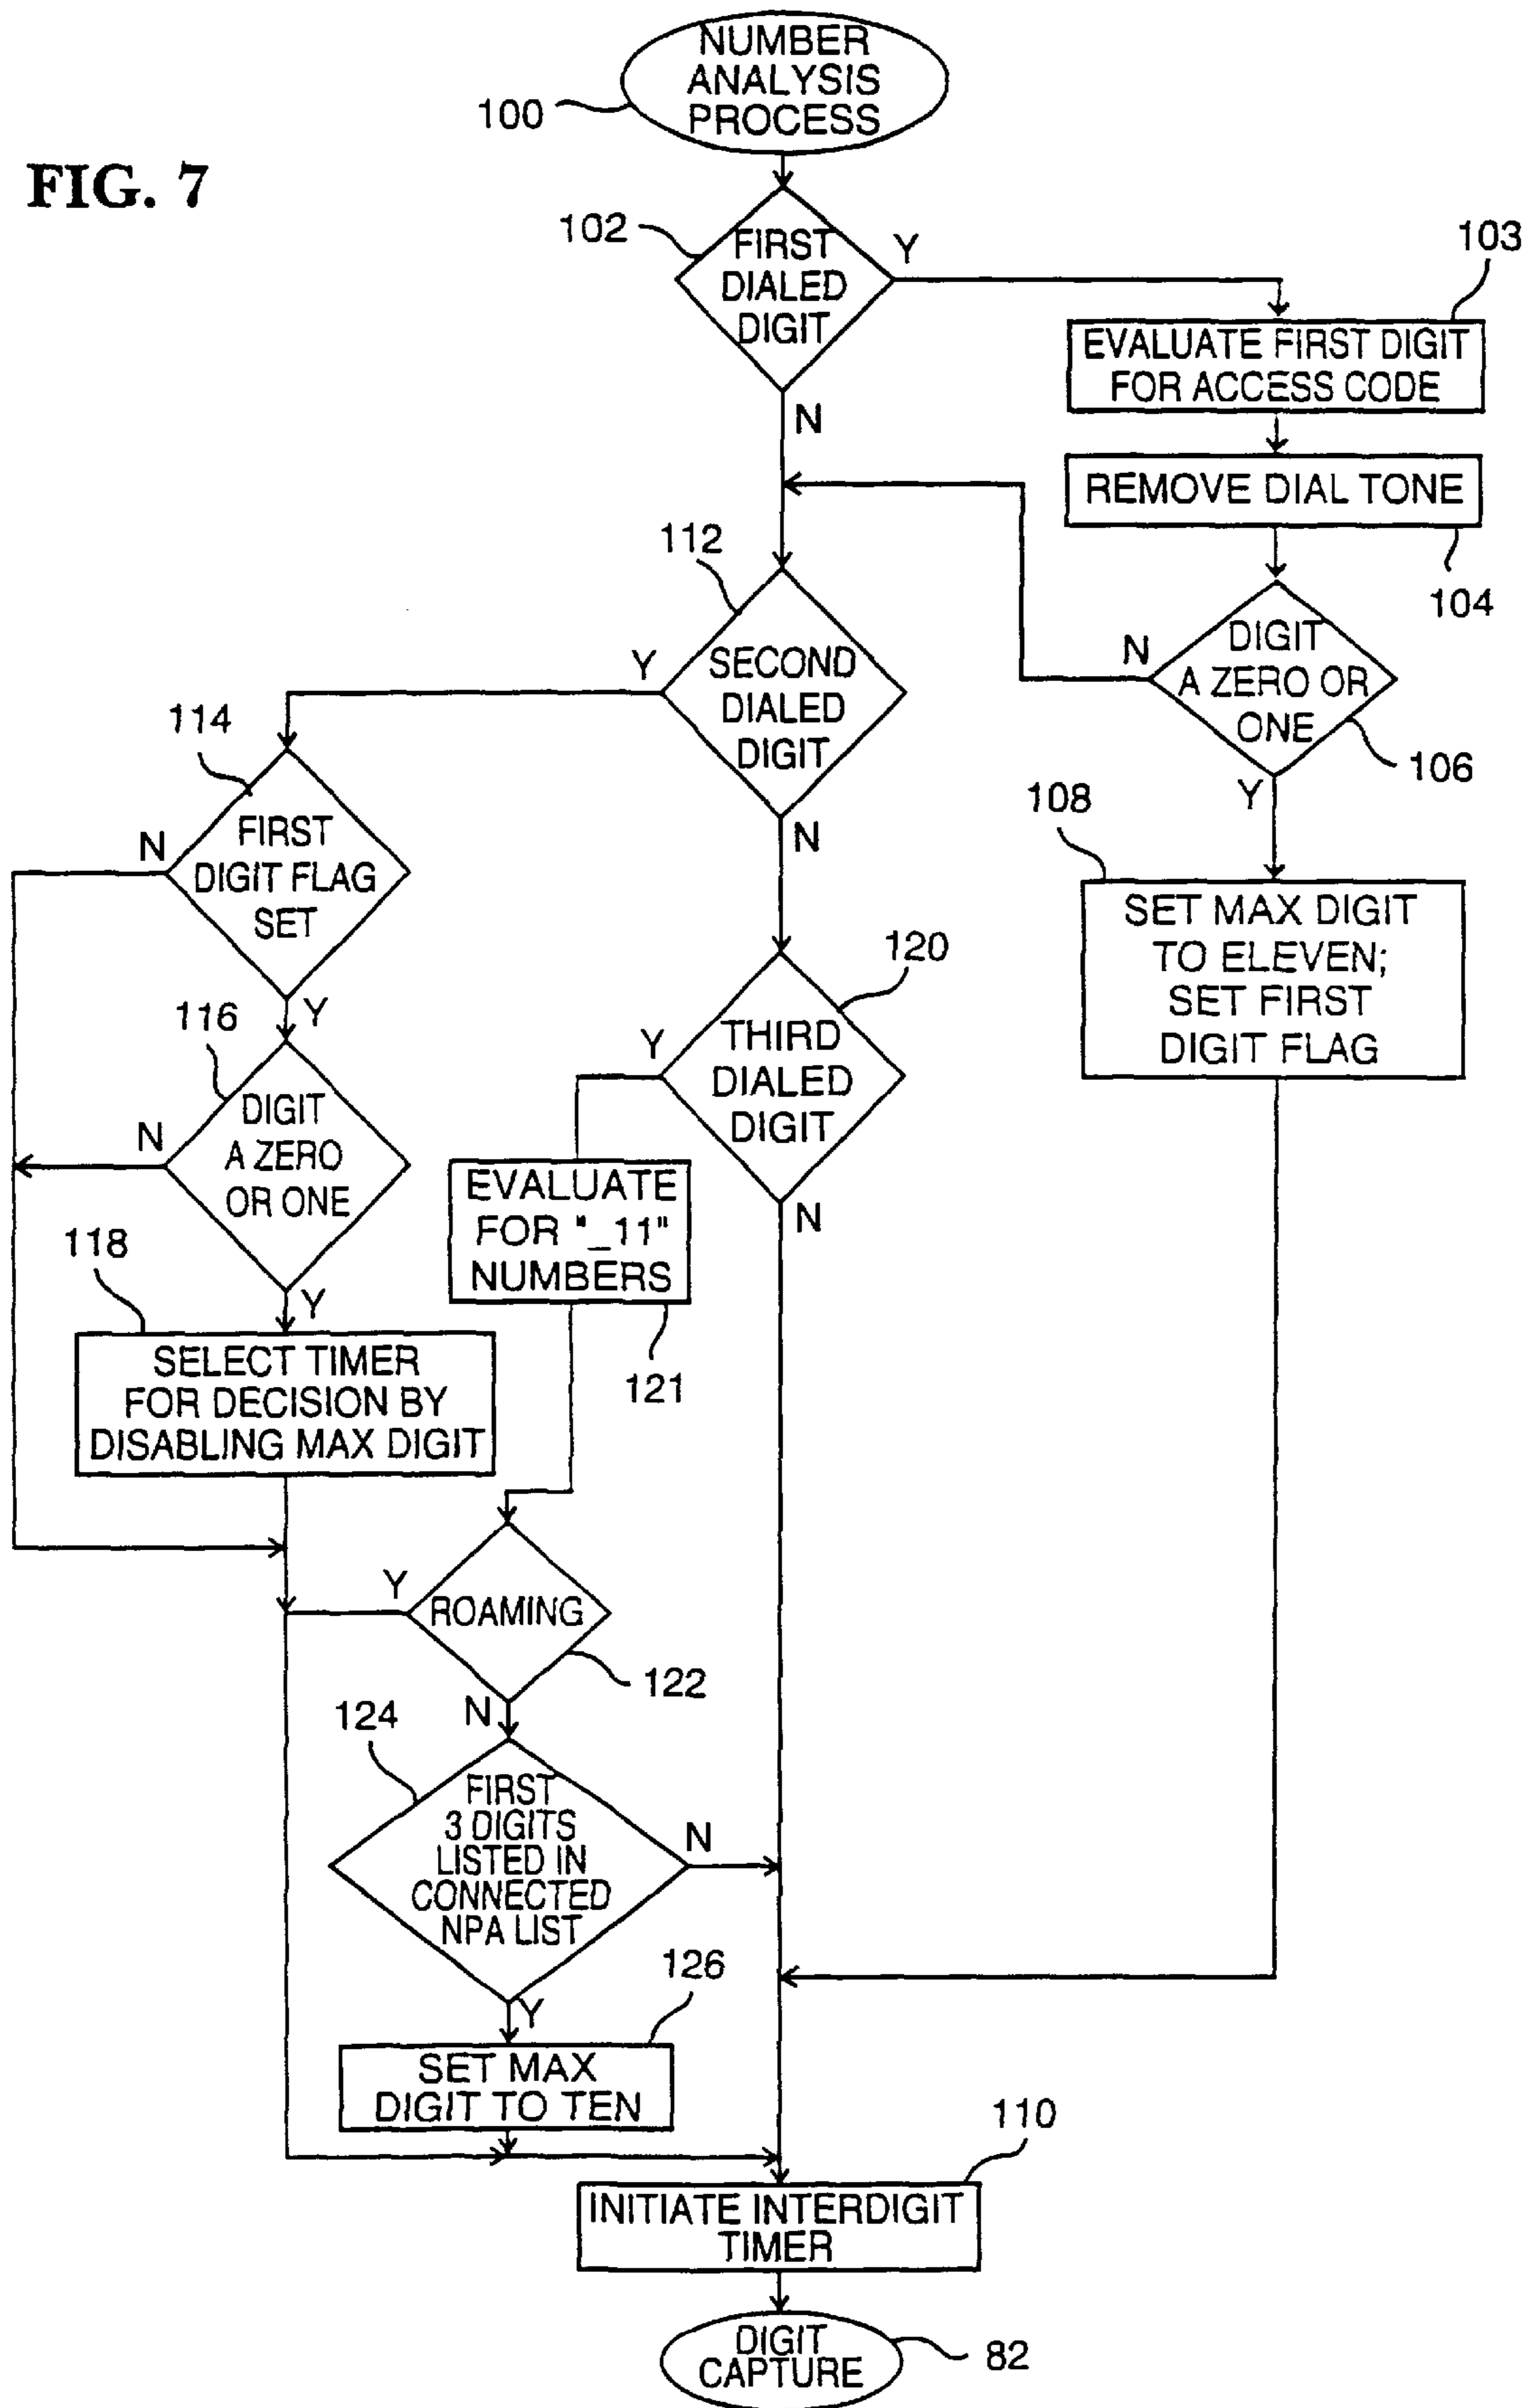 NUMBER
ANALYSIS
PROCESS
100
FIG. 7
102
FIRST
DIALED
DIGIT
Y
N
103
EVALUATE FIRST DIGIT
FOR ACCESS CODE
REMOVE DIAL TONE
104
DIGIT
A ZERO OR
ONE
N
Y
106
112
SECOND
DIALED
DIGIT
Y
N
108
SET MAX DIGIT
TO ELEVEN;
SET FIRST
DIGIT FLAG
114
FIRST
DIGIT FLAG
SET
N
Y
120
THIRD
DIALED
DIGIT
Y
N
116
DIGIT
A ZERO
OR ONE
N
Y
EVALUATE
FOR "_11"
NUMBERS
121
118
SELECT TIMER
FOR DECISION BY
DISABLING MAX DIGIT
Y
ROAMING
122
N
124
FIRST
3 DIGITS
LISTED IN
CONNECTED
NPA LIST
N
Y
126
SET MAX
DIGIT TO TEN
110
INITIATE INTERDIGIT
TIMER
DIGIT
CAPTURE
82